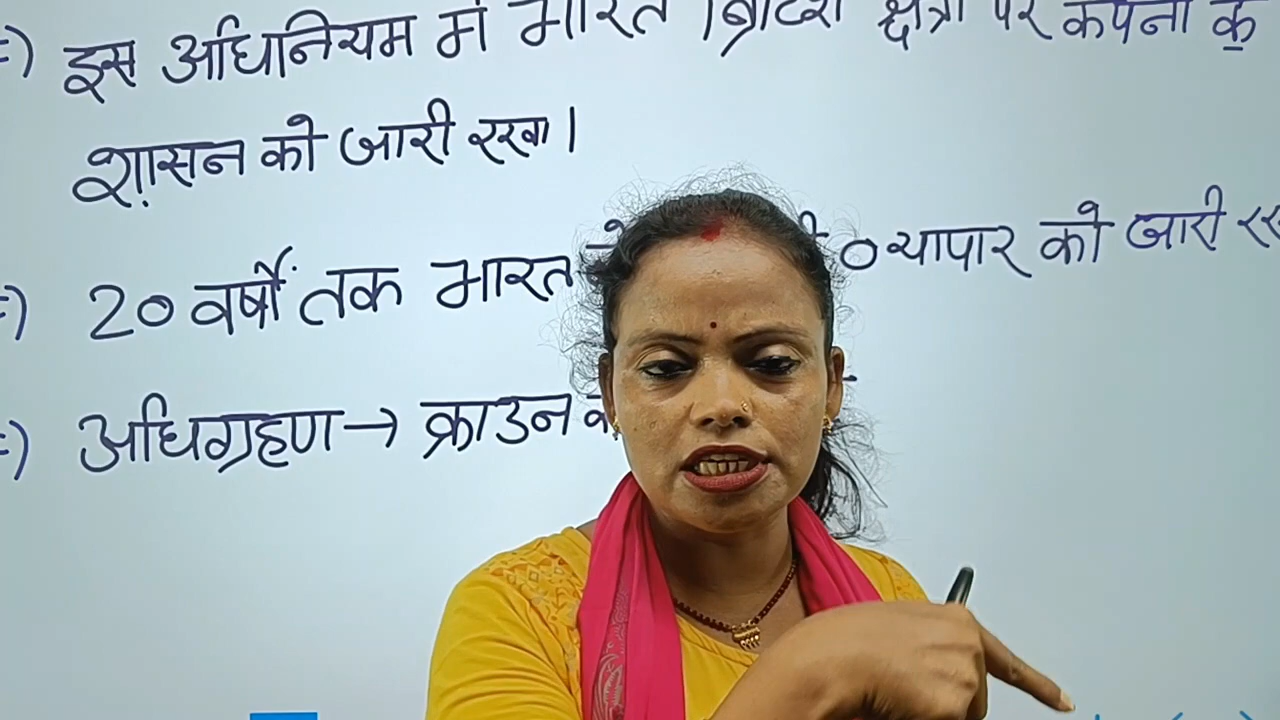 =) इस अधिनियम में भारत ब्रिटिश क्षेत्रों पर कंपनी के
शासन को जारी रखा।
=) 20 वर्षों तक भारत व्यापार को जारी
=) अधिग्रहण → क्राउन